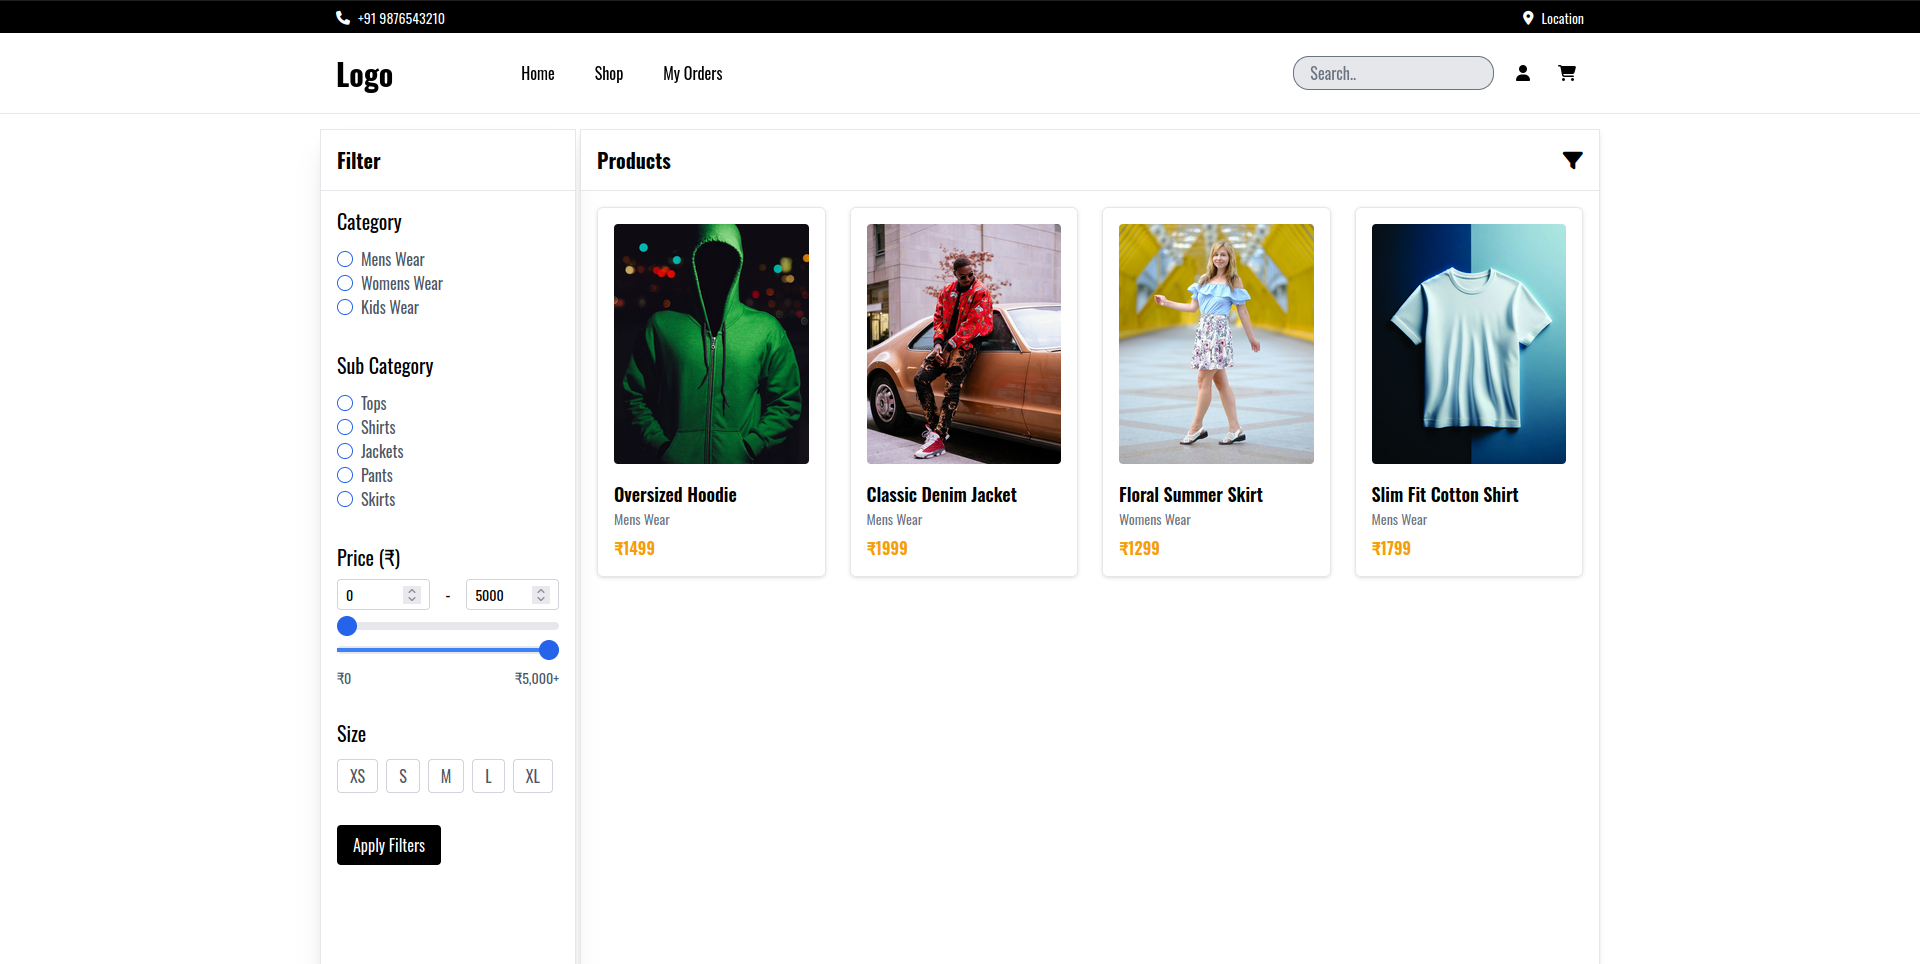 +91 9876543210
Location
Logo
Home
Shop
My Orders
Search..
Filter
Category
Mens Wear
Womens Wear
Kids Wear
Sub Category
Tops
Shirts
Jackets
Pants
Skirts
Price (₹)
0 - 5000
₹0
₹5,000+
Size
XS S M L XL
Apply Filters
Products
Oversized Hoodie
Mens Wear
₹1499
Classic Denim Jacket
Mens Wear
₹1999
Floral Summer Skirt
Womens Wear
₹1299
Slim Fit Cotton Shirt
Mens Wear
₹1799